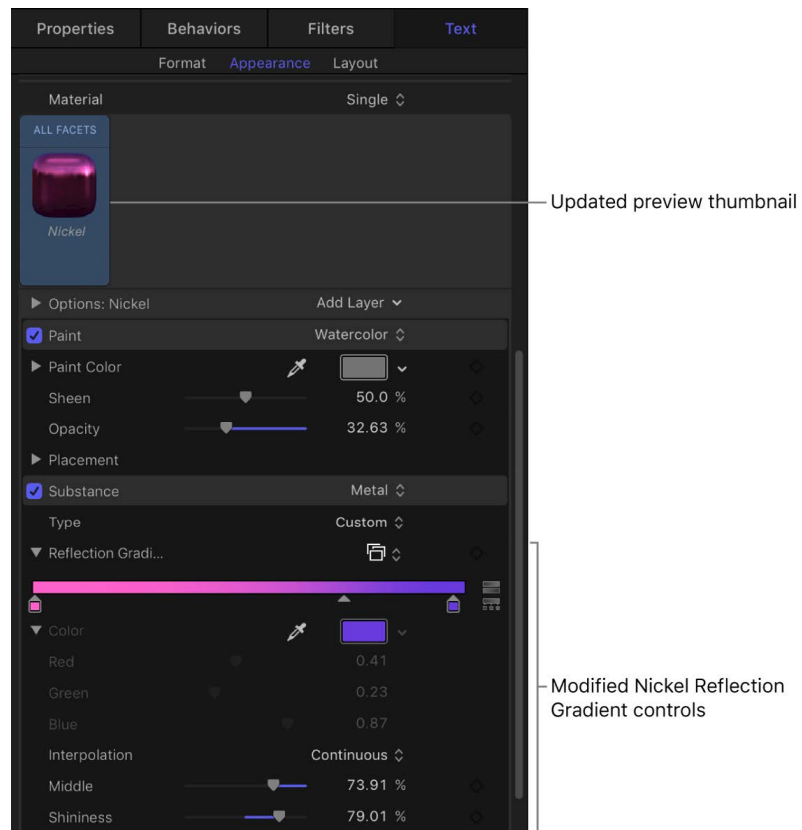 Properties Behaviors Filters Text
Format Appearance Layout
Material Single
ALL FACETS
Updated preview thumbnail
Nickel
Options: Nickel Add Layer
Paint Watercolor
Paint Color
Sheen 50.0 %
Opacity 32.63 %
Placement
Substance Metal
Type Custom
Reflection Gradi...
Color
Red 0.41
Green 0.23
Modified Nickel Reflection
Gradient controls
Blue 0.87
Interpolation Continuous
Middle 73.91 %
Shininess 79.01 %